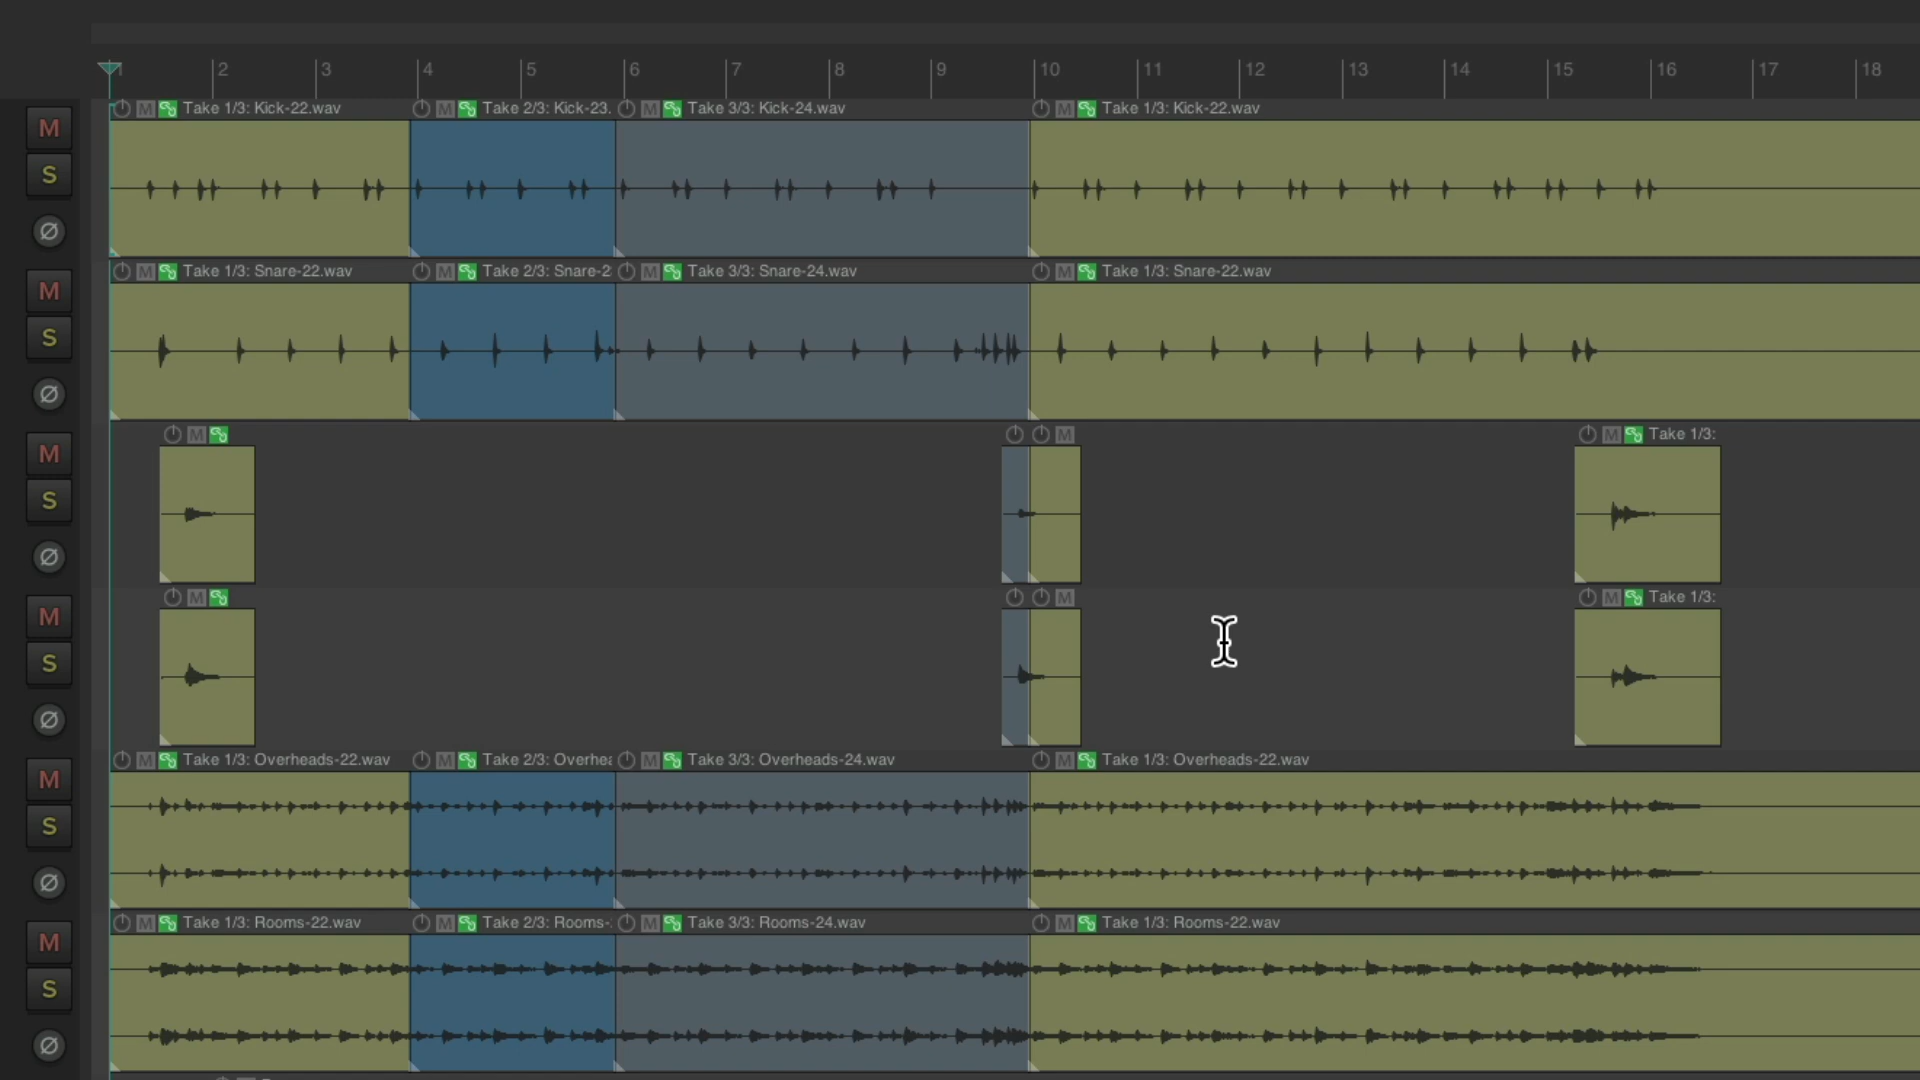 1 2 3 4 5 6 7 8 9 10 11 12 13 14 15 16 17 18
M Take 1/3: Kick-22.wav M Take 2/3: Kick-23. M Take 3/3: Kick-24.wav M Take 1/3: Kick-22.wav
M
S
Ø
M Take 1/3: Snare-22.wav M Take 2/3: Snare-2 M Take 3/3: Snare-24.wav M Take 1/3: Snare-22.wav
M
S
Ø
M M M Take 1/3:
M
S
Ø
M M M Take 1/3:
M
S
Ø
M Take 1/3: Overheads-22.wav M Take 2/3: Overhea M Take 3/3: Overheads-24.wav M Take 1/3: Overheads-22.wav
M
S
Ø
M Take 1/3: Rooms-22.wav M Take 2/3: Rooms- M Take 3/3: Rooms-24.wav M Take 1/3: Rooms-22.wav
M
S
Ø